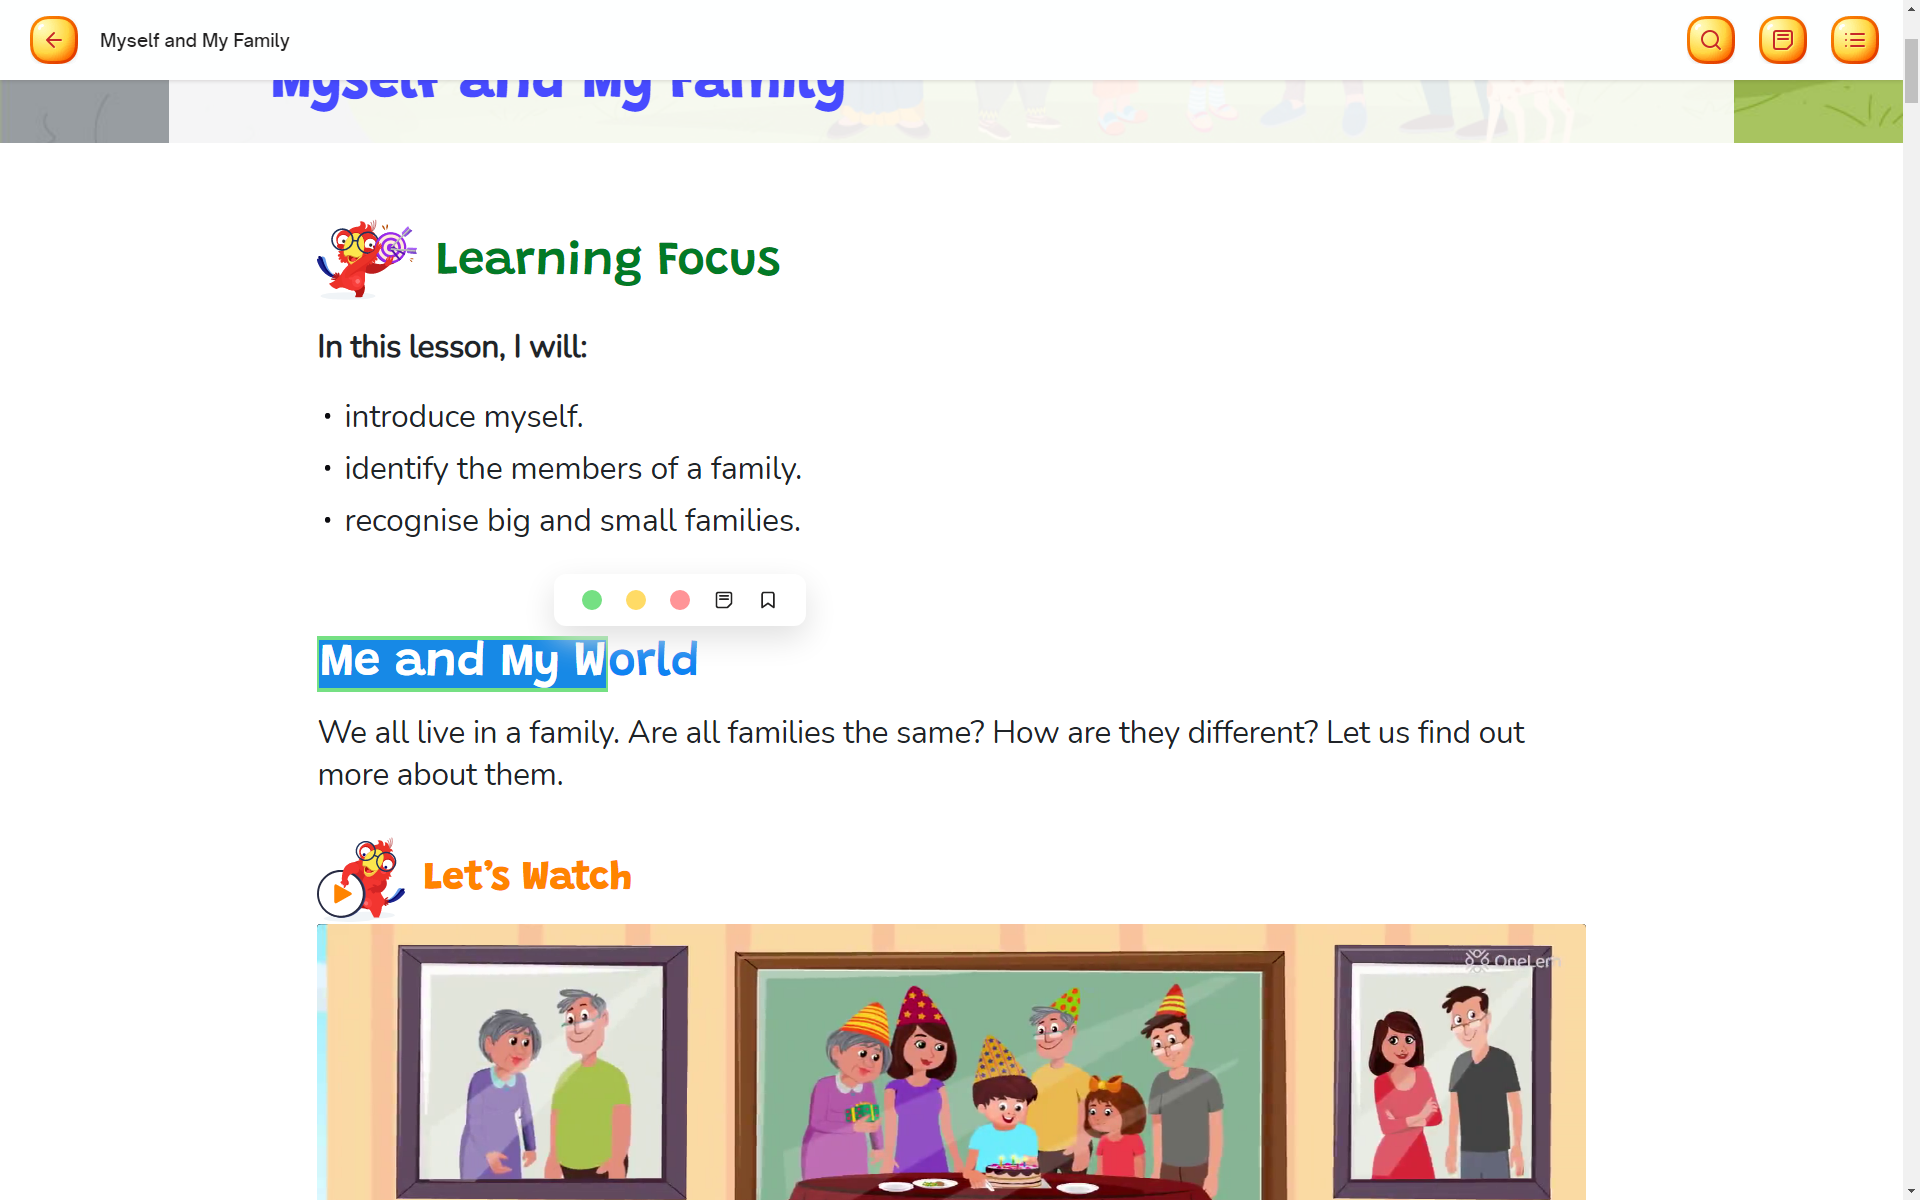 Myself and My Family
Myself and My Family
Learning Focus
In this lesson, I will:
• introduce myself.
• identify the members of a family.
• recognise big and small families.
Me and My World
We all live in a family. Are all families the same? How are they different? Let us find out
more about them.
Let’s Watch
OneLern